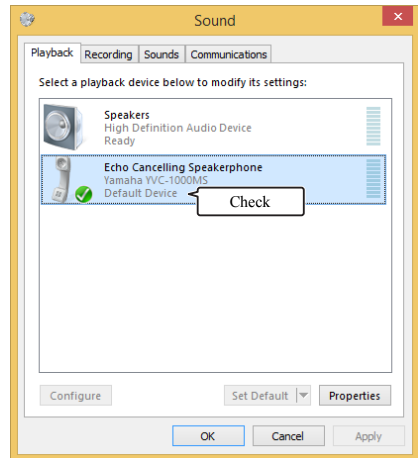 Sound
Playback Recording Sounds Communications
Select a playback device below to modify its settings:
Speakers
High Definition Audio Device
Ready
Echo Cancelling Speakerphone
Yamaha YVC-1000MS
Default Device
Check
Configure Set Default Properties
OK Cancel Apply